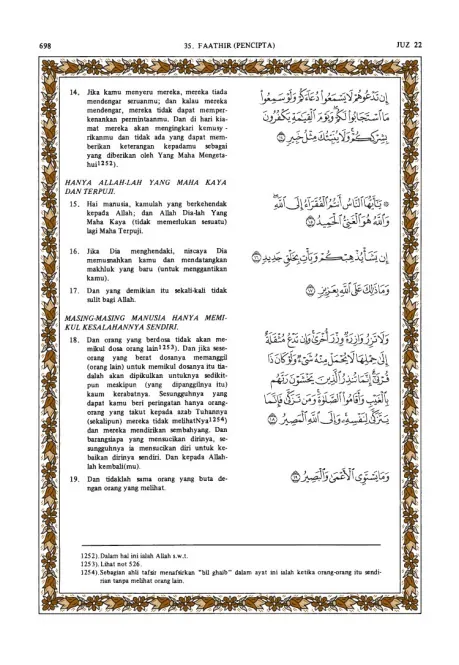 698
35. FAATHIR (PENCIPTA)
JUZ 22
14. Jika kamu menyeru mereka, mereka tiada
mendengar seruanmu; dan kalau mereka
mendengar, mereka tidak dapat memper-
kenankan permintaanmu. Dan di hari kia-
mat mereka akan mengingkari kemusy-
rikanmu dan tidak ada yang dapat mem-
berikan keterangan kepadamu sebagai
yang diberikan oleh Yang Maha Mengeta-
hui1252).
HANYA ALLAH-LAH YANG MAHA KAYA
DAN TERPUJI.
15. Hai manusia, kamulah yang berkehendak
kepada Allah; dan Allah Dia-lah Yang
Maha Kaya (tidak memerlukan sesuatu)
lagi Maha Terpuji.
16. Jika Dia menghendaki, niscaya Dia
memusnahkan kamu dan mendatangkan
makhluk yang baru (untuk menggantikan
kamu).
17. Dan yang demikian itu sekali-kali tidak
sulit bagi Allah.
MASING-MASING MANUSIA HANYA MEMI-
KUL KESALAHANNYA SENDIRI.
18. Dan orang yang berdosa tidak akan me-
mikul dosa orang lain1253). Dan jika sese-
orang yang berat dosanya memanggil
(orang lain) untuk memikul dosanya itu tia-
dalah akan dipikulkan untuknya sedikit-
pun meskipun (yang dipanggilnya itu)
kaum kerabatnya. Sesungguhnya yang
dapat kamu beri peringatan hanya orang-
orang yang takut kepada azab Tuhannya
(sekalipun) mereka tidak melihatNya1254)
dan mereka mendirikan sembahyang. Dan
barangsiapa yang mensucikan dirinya, se-
sungguhnya ia mensucikan diri untuk ke-
baikan dirinya sendiri. Dan kepada Allah-
lah kembali(mu).
19. Dan tidaklah sama orang yang buta de-
ngan orang yang melihat.
إِن تَدْعُوهُمْ لَا يَسْمَعُوا دُعَاءَكُمْ وَلَوْ سَمِعُوا
مَا اسْتَجَابُوا لَكُمْ وَيَوْمَ الْقِيَامَةِ يَكْفُرُونَ
بِشِرْكِكُمْ وَلَا يُنَبِّئُكَ مِثْلُ خَبِيرٍ ١٤
* يَا أَيُّهَا النَّاسُ أَنتُمُ الْفُقَرَاءُ إِلَى اللَّهِ
وَاللَّهُ هُوَ الْغَنِيُّ الْحَمِيدُ ١٥
إِن يَشَأْ يُذْهِبْكُمْ وَيَأْتِ بِخَلْقٍ جَدِيدٍ ١٦
وَمَا ذَٰلِكَ عَلَى اللَّهِ بِعَزِيزٍ ١٧
وَلَا تَزِرُ وَازِرَةٌ وِزْرَ أُخْرَىٰ وَإِن تَدْعُ مُثْقَلَةٌ
إِلَىٰ حِمْلِهَا لَا يُحْمَلْ مِنْهُ شَيْءٌ وَلَوْ كَانَ ذَا
قُرْبَىٰ إِنَّمَا تُنذِرُ الَّذِينَ يَخْشَوْنَ رَبَّهُم
بِالْغَيْبِ وَأَقَامُوا الصَّلَاةَ وَمَن تَزَكَّىٰ فَإِنَّمَا
يَتَزَكَّىٰ لِنَفْسِهِ وَإِلَى اللَّهِ الْمَصِيرُ ١٨
وَمَا يَسْتَوِي الْأَعْمَىٰ وَالْبَصِيرُ ١٩
1252). Dalam hal ini ialah Allah s.w.t.
1253). Lihat not 526.
1254). Sebagian ahli tafsir menafsirkan "bil ghaib" dalam ayat ini ialah ketika orang-orang itu sendi-
rian tanpa melihat orang lain.